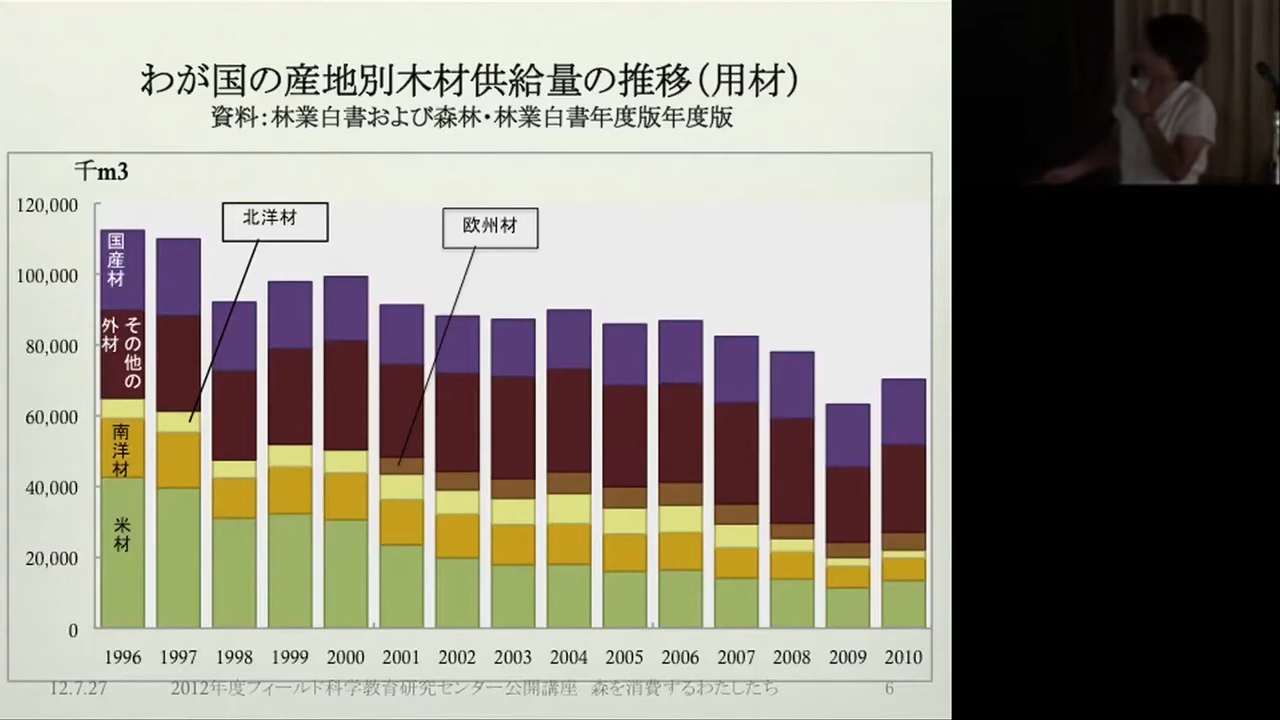 わが国の産地別木材供給量の推移(用材)
資料:林業白書および森林・林業白書年度版年度版
千m3
120,000
100,000
80,000
60,000
40,000
20,000
0
北洋材
欧州材
国産材
その他の外材
南洋材
米材
1996 1997 1998 1999 2000 2001 2002 2003 2004 2005 2006 2007 2008 2009 2010
12.7.27 2012年度フィールド科学教育研究センター公開講座 森を消費するわたしたち 6